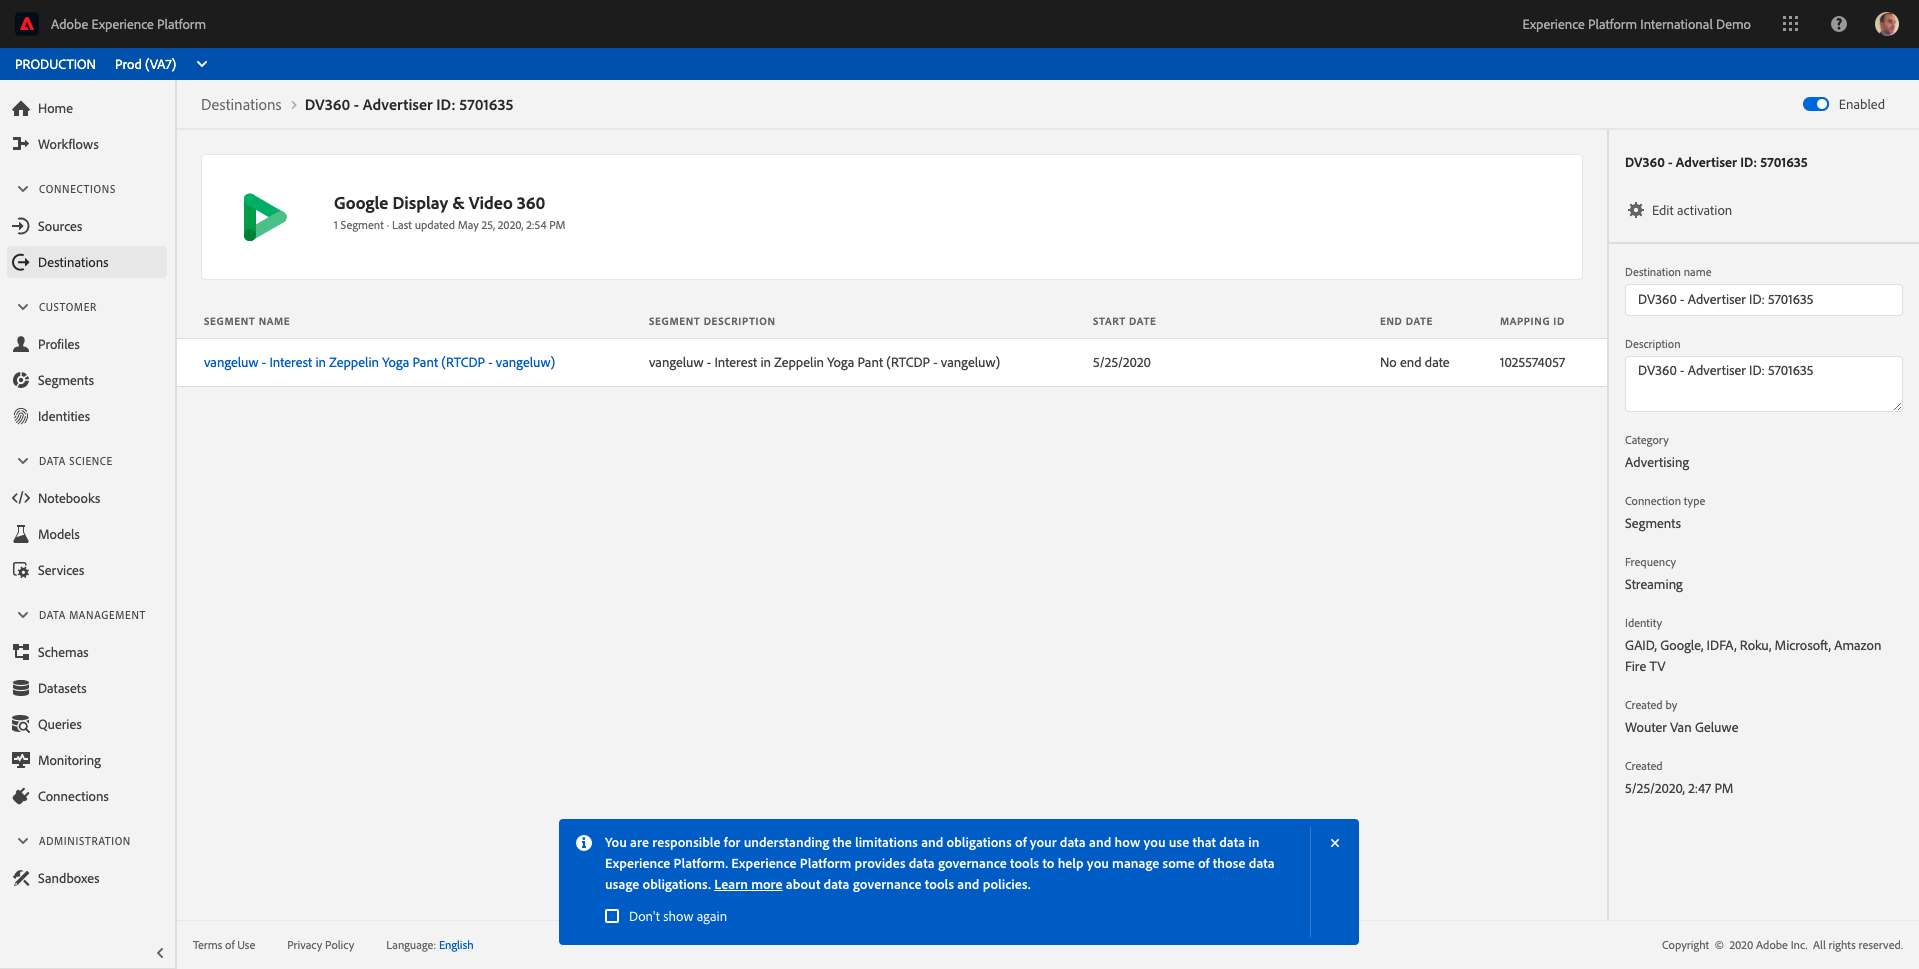 Adobe Experience Platform
Experience Platform International Demo
PRODUCTION Prod (VA7)
Home
Workflows
CONNECTIONS
Sources
Destinations
CUSTOMER
Profiles
Segments
Identities
DATA SCIENCE
Notebooks
Models
Services
DATA MANAGEMENT
Schemas
Datasets
Queries
Monitoring
Connections
ADMINISTRATION
Sandboxes
Destinations > DV360 - Advertiser ID: 5701635
Enabled
Google Display & Video 360
1 Segment · Last updated May 25, 2020, 2:54 PM
SEGMENT NAME SEGMENT DESCRIPTION START DATE END DATE MAPPING ID
vangeluw - Interest in Zeppelin Yoga Pant (RTCDP - vangeluw) vangeluw - Interest in Zeppelin Yoga Pant (RTCDP - vangeluw) 5/25/2020 No end date 1025574057
DV360 - Advertiser ID: 5701635
Edit activation
Destination name
DV360 - Advertiser ID: 5701635
Description
DV360 - Advertiser ID: 5701635
Category
Advertising
Connection type
Segments
Frequency
Streaming
Identity
GAID, Google, IDFA, Roku, Microsoft, Amazon
Fire TV
Created by
Wouter Van Geluwe
Created
5/25/2020, 2:47 PM
You are responsible for understanding the limitations and obligations of your data and how you use that data in
Experience Platform. Experience Platform provides data governance tools to help you manage some of those data
usage obligations. Learn more about data governance tools and policies.
Don't show again
Terms of Use Privacy Policy Language: English
Copyright © 2020 Adobe Inc. All rights reserved.